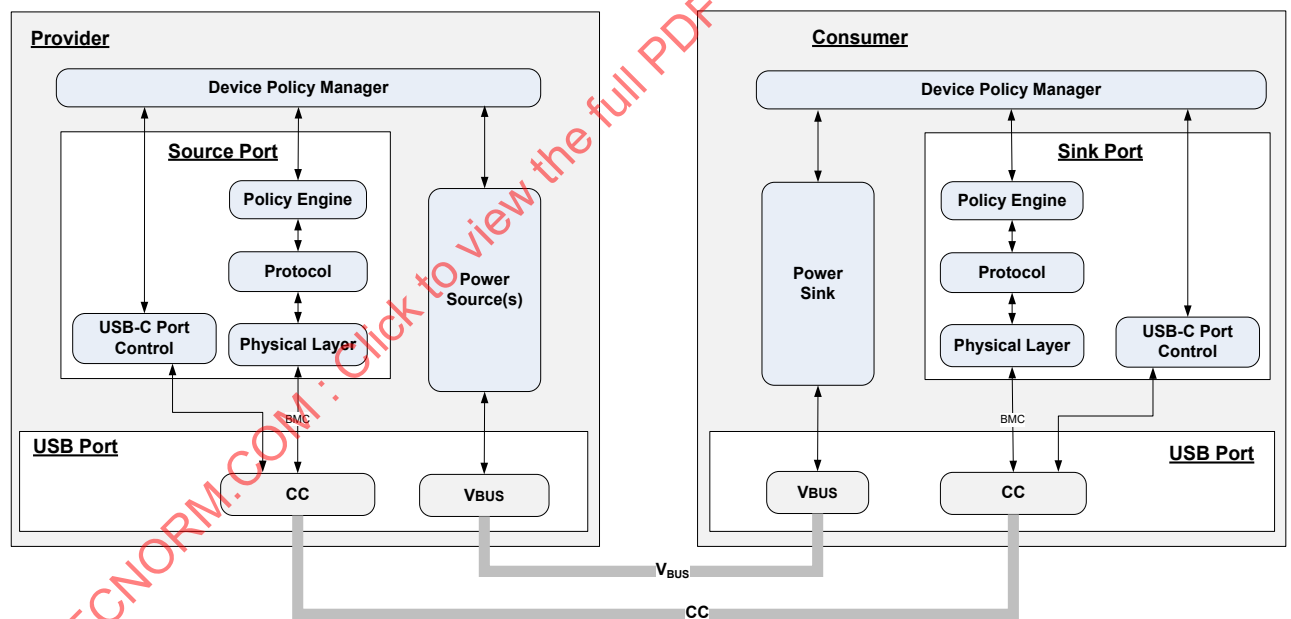 Provider
Device Policy Manager
Source Port
Policy Engine
Protocol
Physical Layer
USB-C Port
Control
Power
Source(s)
BMC
USB Port
CC
VBUS
Consumer
Device Policy Manager
Sink Port
Power
Sink
Policy Engine
Protocol
Physical Layer
USB-C Port
Control
BMC
USB Port
VBUS
CC
VBUS
CC
ECNORM.COM : Click to view the full PDF